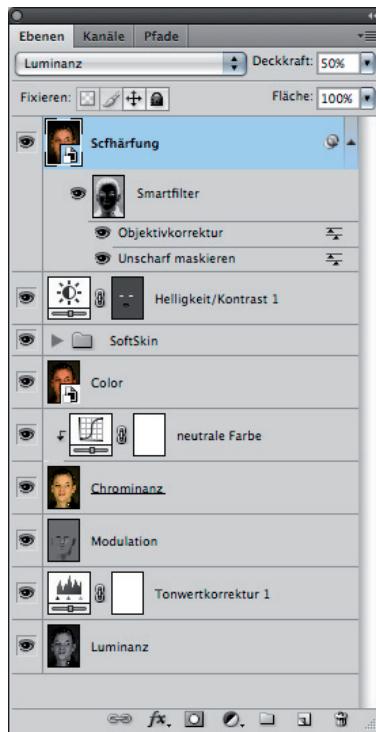 Ebenen Kanäle Pfade
Luminanz Deckkraft: 50%
Fixieren: Fläche: 100%
Scfhärfung
Smartfilter
Objektivkorrektur
Unscharf maskieren
Helligkeit/Kontrast 1
SoftSkin
Color
neutrale Farbe
Chrominanz
Modulation
Tonwertkorrektur 1
Luminanz
fx.